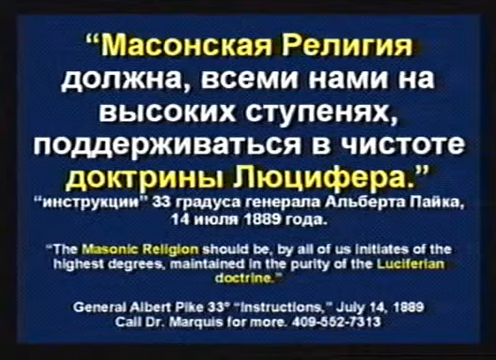 “Масонская Религия
должна, всеми нами на
высоких ступенях,
поддерживаться в чистоте
доктрины Люцифера.”
“инструкции” 33 градуса генерала Альберта Пайка,
14 июля 1889 года.
“The Masonic Religion should be, by all of us initiates of the
highest degrees, maintained in the purity of the Luciferian
doctrine.”
General Albert Pike 33° “Instructions,” July 14, 1889
Call Dr. Marquis for more. 409-552-7313